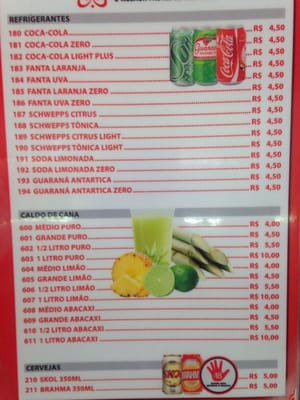 REFRIGERANTES
180 COCA-COLA R$ 4,50
181 COCA-COLA ZERO R$ 4,50
182 COCA-COLA LIGHT PLUS R$ 4,50
183 FANTA LARANJA R$ 4,50
184 FANTA UVA R$ 4,50
185 FANTA LARANJA ZERO R$ 4,50
186 FANTA UVA ZERO R$ 4,50
187 SCHWEPPS CITRUS R$ 4,50
188 SCHWEPPS TÔNICA R$ 4,50
189 SCHWEPPS CITRUS LIGHT R$ 4,50
190 SCHWEPPS TÔNICA LIGHT R$ 4,50
191 SODA LIMONADA R$ 4,50
192 SODA LIMONADA ZERO R$ 4,50
193 GUARANÁ ANTARTICA R$ 4,50
194 GUARANÁ ANTARTICA ZERO R$ 4,50
Coca-Cola
CALDO DE CANA
600 MÉDIO PURO R$ 4,00
601 GRANDE PURO R$ 4,50
602 1/2 LITRO PURO R$ 5,50
603 1 LITRO PURO R$ 10,00
604 MÉDIO LIMÃO R$ 4,00
605 GRANDE LIMÃO R$ 4,50
606 1/2 LITRO LIMÃO R$ 5,50
607 1 LITRO LIMÃO R$ 10,00
608 MÉDIO ABACAXI R$ 4,00
609 GRANDE ABACAXI R$ 4,50
610 1/2 LITRO ABACAXI R$ 5,50
611 1 LITRO ABACAXI R$ 10,00
CERVEJAS
210 SKOL 350ML R$ 5,00
211 BRAHMA 350ML R$ 5,00
SKOL
BRAHMA
18